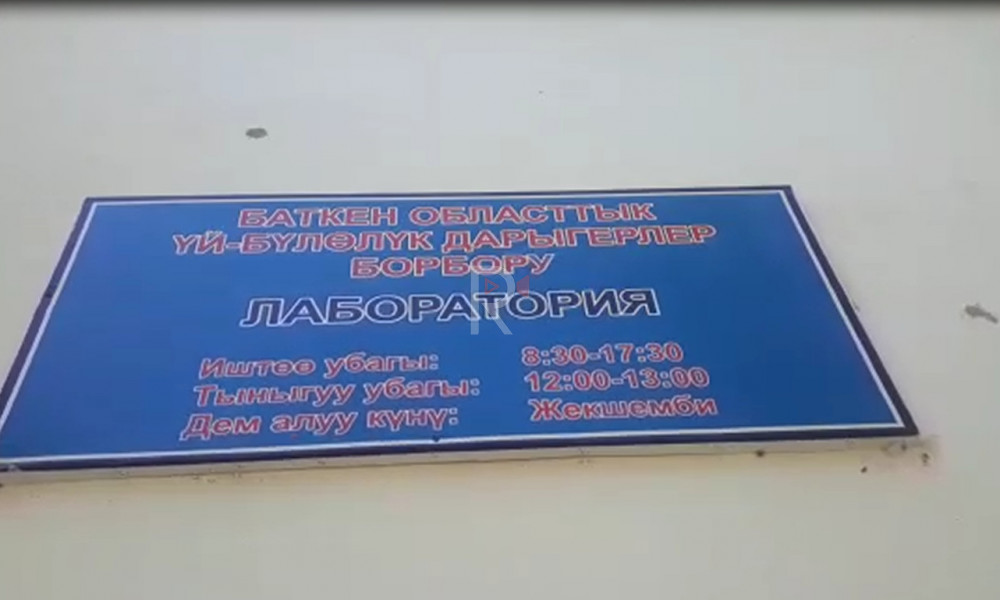 БАТКЕН ОБЛАСТТЫК
ҮЙ-БҮЛӨЛҮК ДАРЫГЕРЛЕР
БОРБОРУ
ЛАБОРАТОРИЯ
Иштөө убагы: 8:30-17:30
Тыныгуу убагы: 12:00-13:00
Дем алуу күнү: Жекшемби